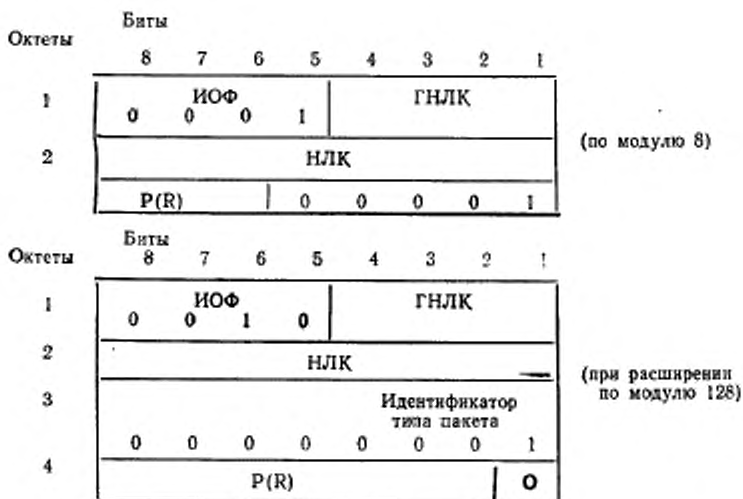 Биты
Октеты
8 7 6 5 4 3 2 1
1 ИОФ ГНЛК
0 0 0 1
(по модулю 8)
2 НЛК
P(R) 0 0 0 0 1
Биты
Октеты 8 7 6 5 4 3 2 1
1 ИОФ ГНЛК
0 0 1 0
2 НЛК
(при расширении
по модулю 128)
3 Идентификатор
типа пакета
0 0 0 0 0 0 0 1
4 P(R) 0